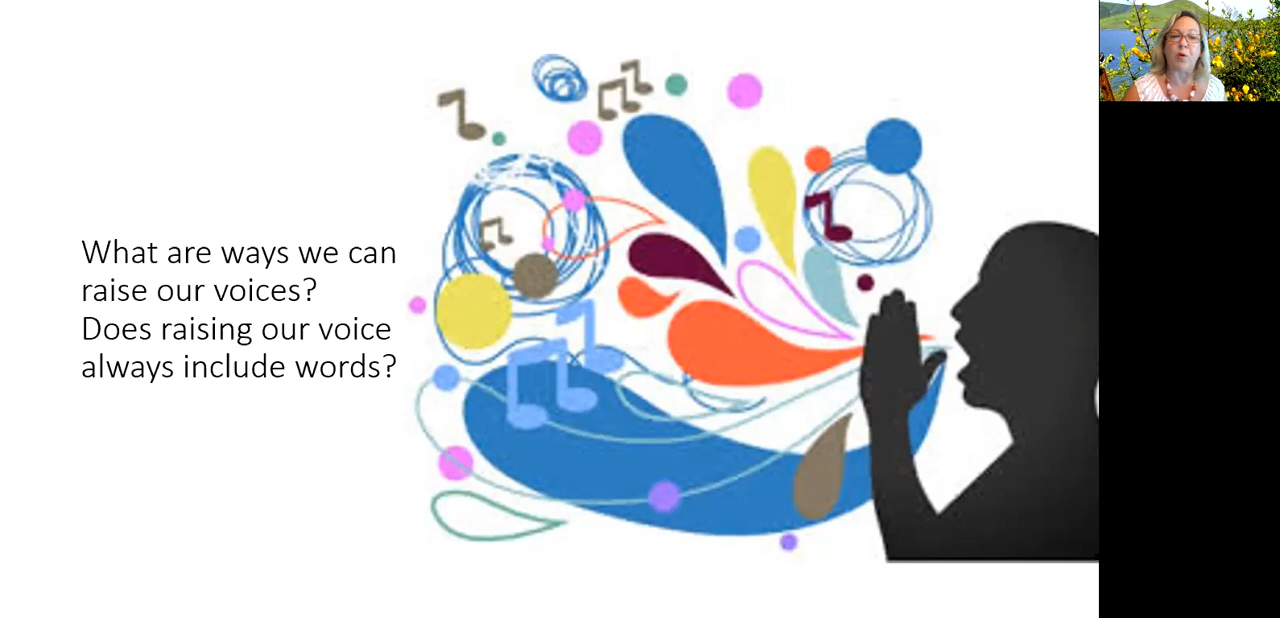 What are ways we can
raise our voices?
Does raising our voice
always include words?